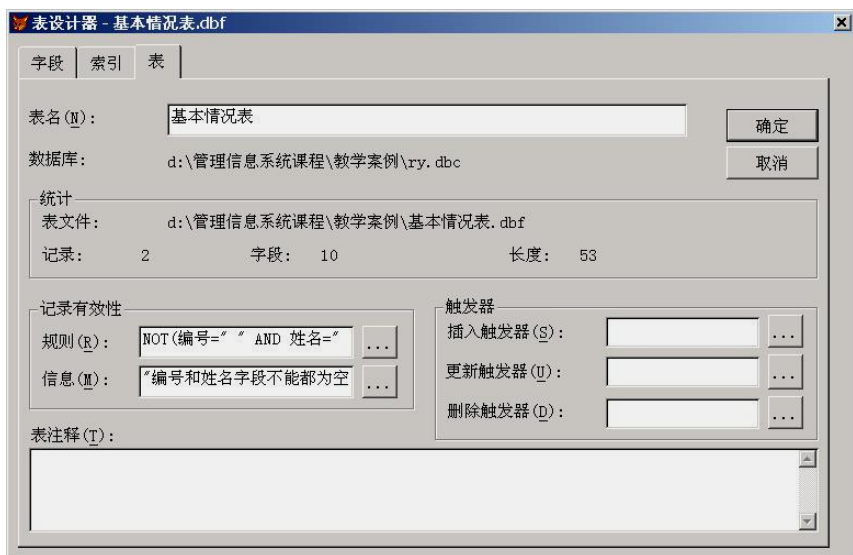 表设计器 - 基本情况表.dbf
字段 索引 表
表名(N): 基本情况表
确定
数据库: d:\管理信息系统课程\教学案例\ry.dbc
取消
统计
表文件: d:\管理信息系统课程\教学案例\基本情况表.dbf
记录: 2 字段: 10 长度: 53
记录有效性
规则(R): NOT(编号=" " AND 姓名="
...
信息(M): "编号和姓名字段不能都为空
...
触发器
插入触发器(S):
...
更新触发器(U):
...
删除触发器(D):
...
表注释(T):